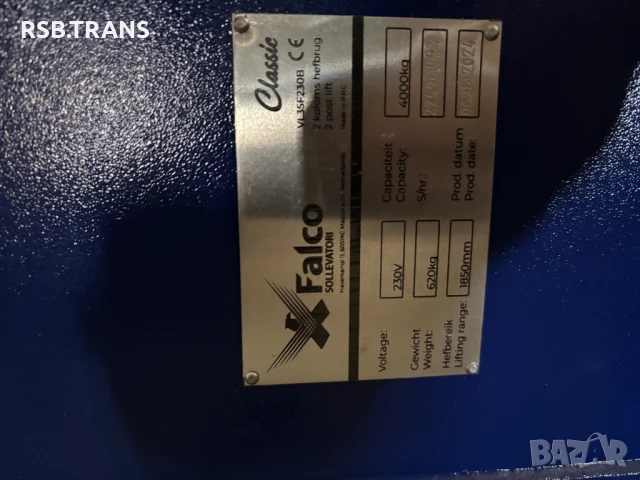 RSB.TRANS
Falco
SOLLEVATORI
Classic
VL35F230B CE
2 koloms hefbrug
2 post lift
Made in P.R.C
Voltage: 230V
Capaciteit
Capacity: 4000kg
Gewicht
Weight: 620kg
S/nr.:
Hefbereik
Lifting range: 1850mm
Prod. datum
Prod. date:
BAZAR